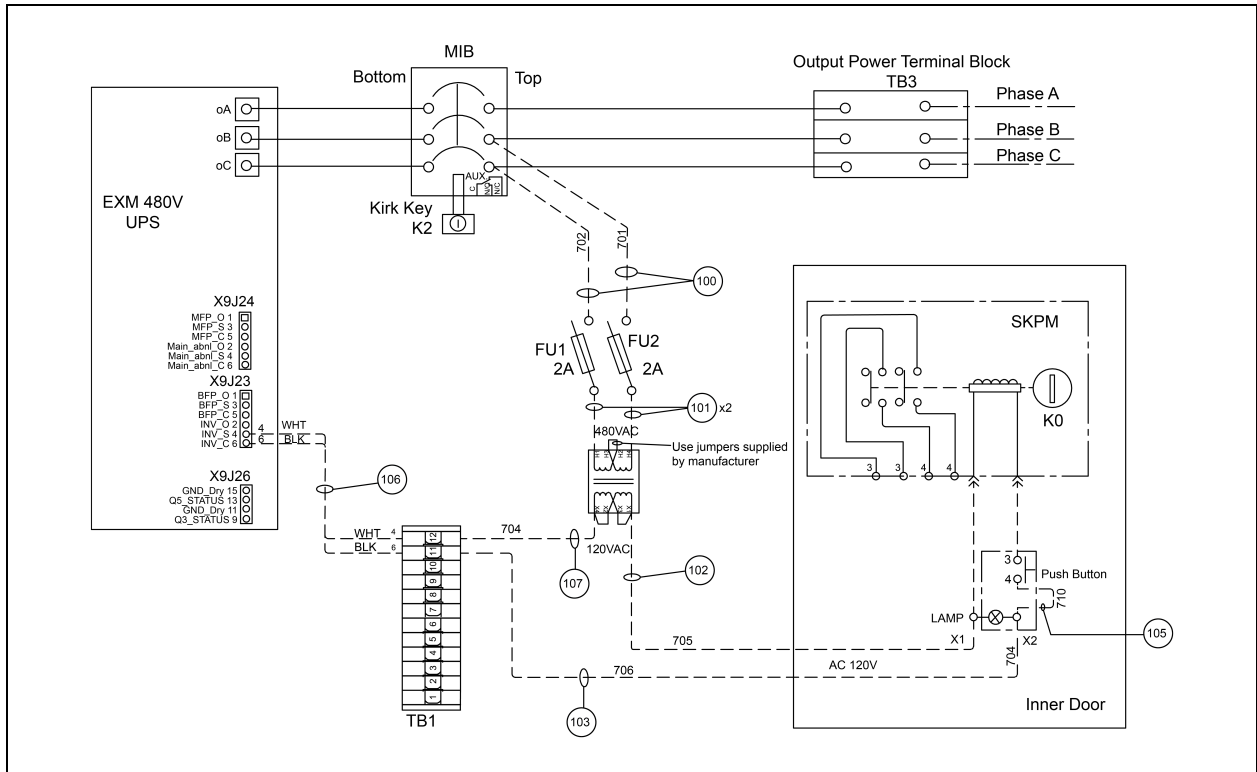 MIB
Bottom
Top
Output Power Terminal Block
TB3
Phase A
Phase B
Phase C
oA
oB
oC
AUX
C
N/O
N/C
Kirk Key
K2
EXM 480V
UPS
702
701
100
X9J24
MFP_O 1
MFP_S 3
MFP_C 5
Main_abnl_O 2
Main_abnl_S 4
Main_abnl_C 6
X9J23
BFP_O 1
BFP_S 3
BFP_C 5
INV_O 2
INV_S 4
INV_C 6
4 WHT
6 BLK
X9J26
GND_Dry 15
Q5_STATUS 13
GND_Dry 11
Q3_STATUS 9
106
FU1
2A
FU2
2A
101 x2
480VAC
Use jumpers supplied
by manufacturer
120VAC
SKPM
K0
3 3 4 4
WHT 4
BLK 6
704
107
102
12
11
10
9
8
7
6
5
4
3
2
1
TB1
3
4
Push Button
710
LAMP
X1
X2
105
705
706
AC 120V
704
103
Inner Door